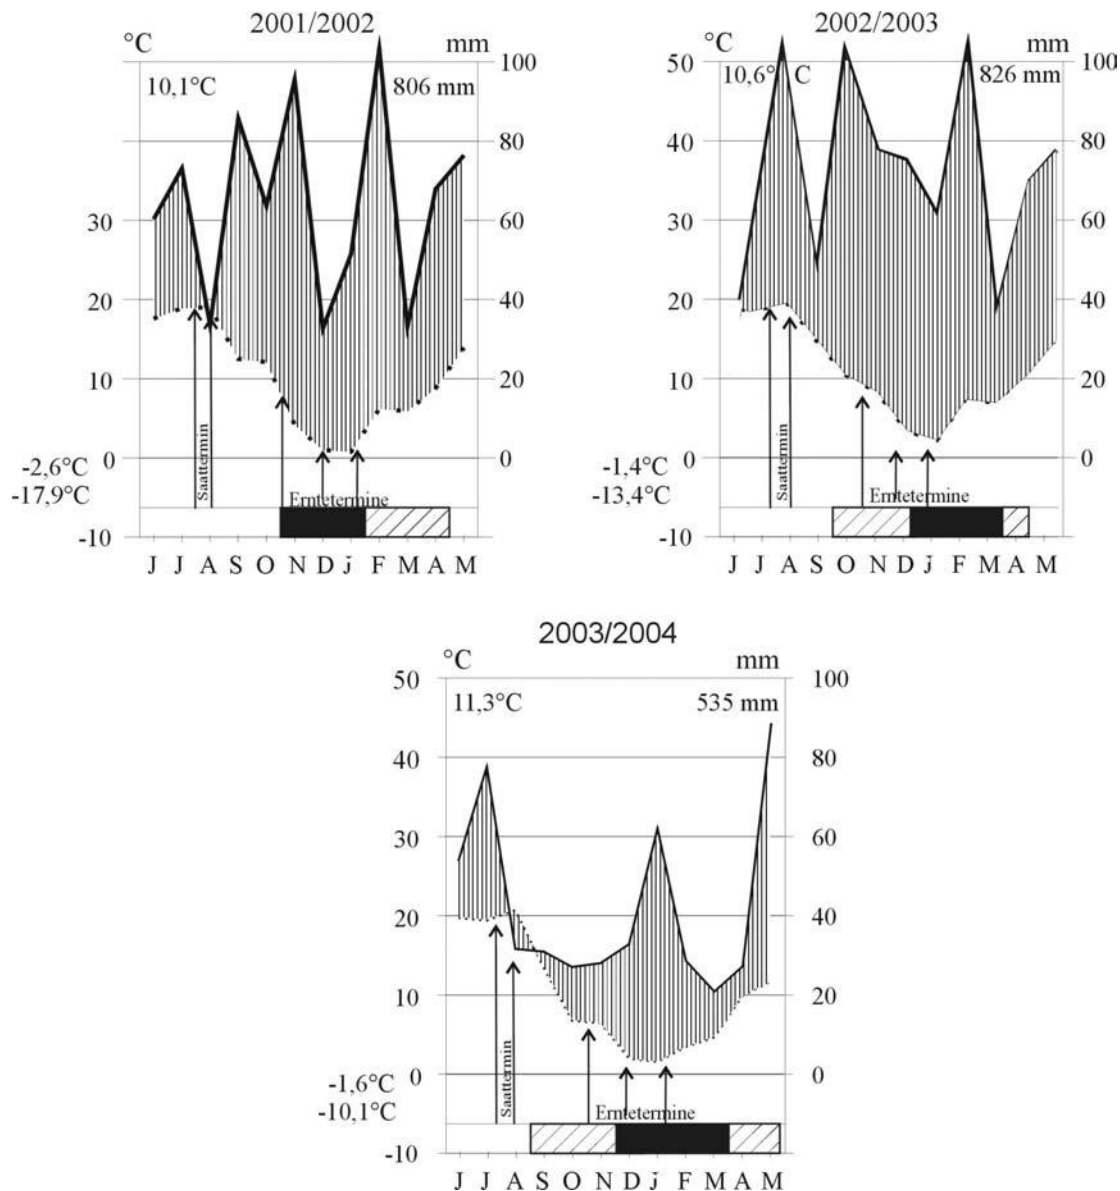 2001/2002
°C mm
100
10,1°C 806 mm
80
30 60
20 40
10 20
Saattermin
0 0
-2,6°C
-17,9°C
Erntetermine
-10
J J A S O N D J F M A M
2002/2003
°C mm
50 100
10,6° C 826 mm
40 80
30 60
20 40
10 20
Saattermin
0 0
-1,4°C
-13,4°C
Erntetermine
-10
J J A S O N D J F M A M
2003/2004
°C mm
50 100
11,3°C 535 mm
40 80
30 60
20 40
10 20
Saattermin
0 0
-1,6°C
-10,1°C
Erntetermine
-10
J J A S O N D j F M A M